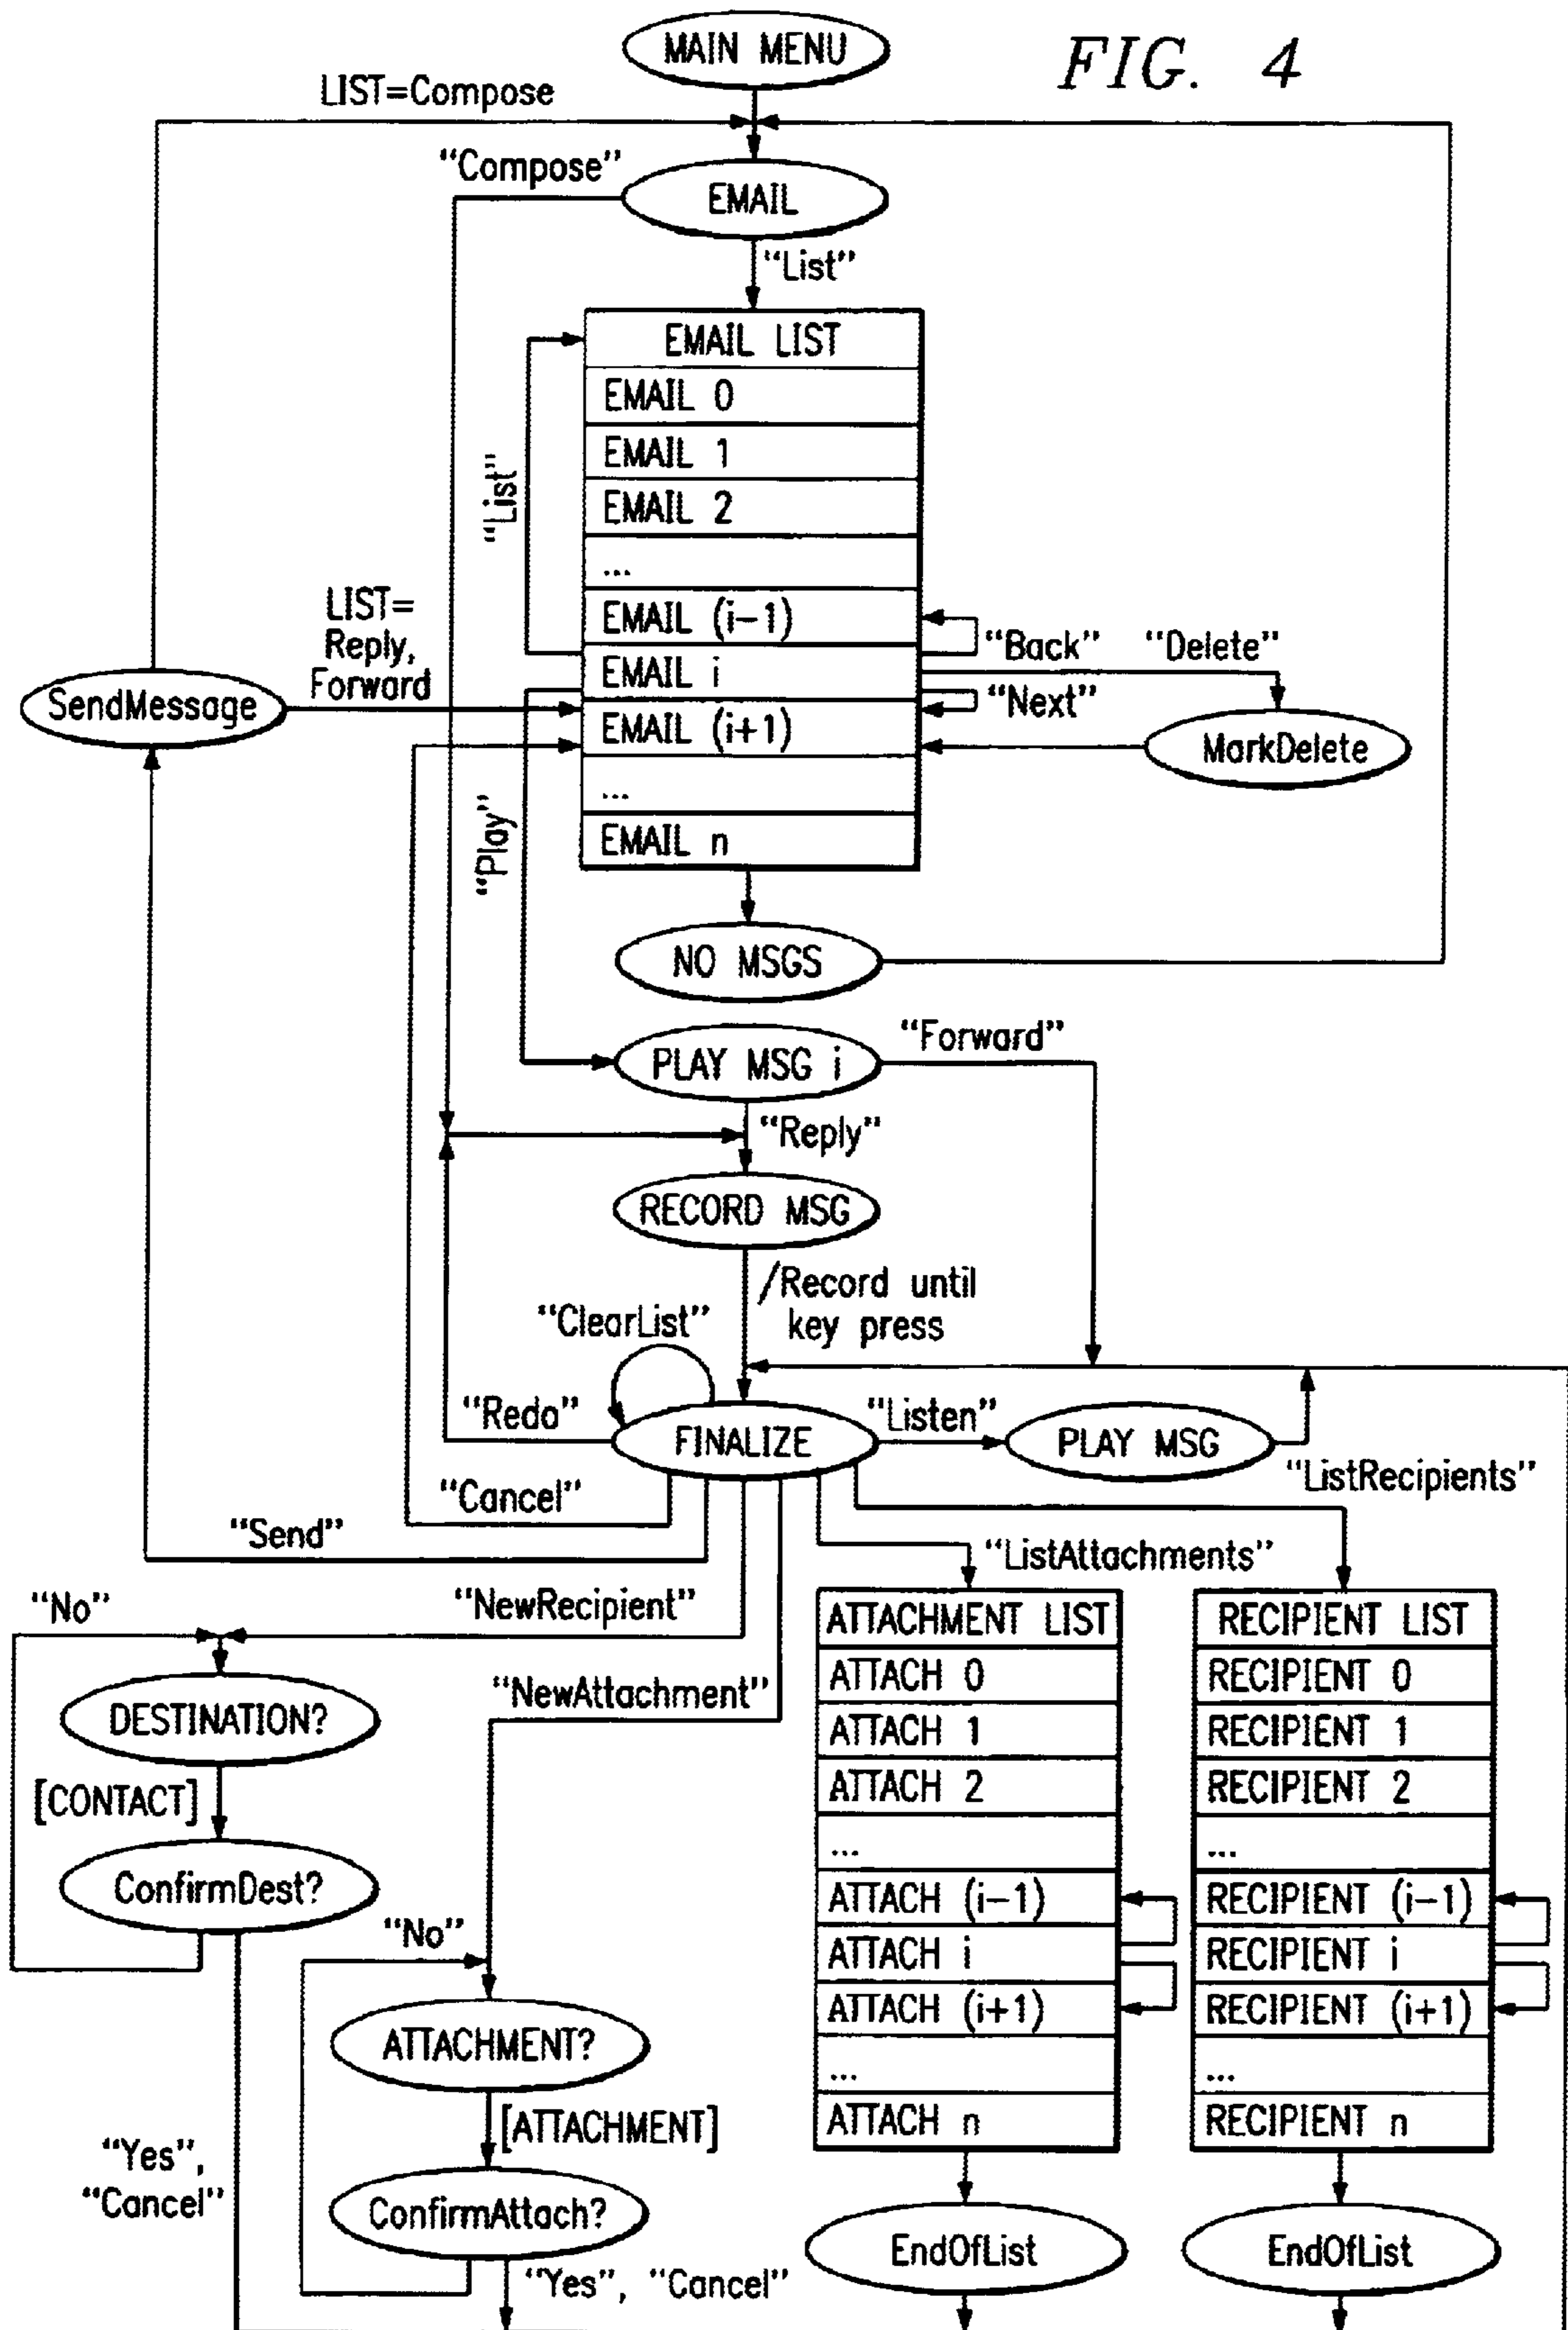 MAIN MENU
FIG. 4
LIST=Compose
"Compose"
EMAIL
"List"
EMAIL LIST
EMAIL 0
EMAIL 1
EMAIL 2
...
EMAIL (i-1)
EMAIL i
EMAIL (i+1)
...
EMAIL n
"List"
"Back"
"Delete"
"Next"
MarkDelete
LIST=
Reply,
Forward
SendMessage
"Play"
NO MSGS
PLAY MSG i
"Forward"
"Reply"
RECORD MSG
/Record until
key press
"ClearList"
"Redo"
FINALIZE
"Listen"
PLAY MSG
"Cancel"
"ListRecipients"
"Send"
"ListAttachments"
"No"
"NewRecipient"
DESTINATION?
"NewAttachment"
[CONTACT]
ConfirmDest?
"No"
ATTACHMENT?
[ATTACHMENT]
"Yes",
"Cancel"
ConfirmAttach?
"Yes", "Cancel"
ATTACHMENT LIST
ATTACH 0
ATTACH 1
ATTACH 2
...
ATTACH (i-1)
ATTACH i
ATTACH (i+1)
...
ATTACH n
EndOfList
RECIPIENT LIST
RECIPIENT 0
RECIPIENT 1
RECIPIENT 2
...
RECIPIENT (i-1)
RECIPIENT i
RECIPIENT (i+1)
...
RECIPIENT n
EndOfList